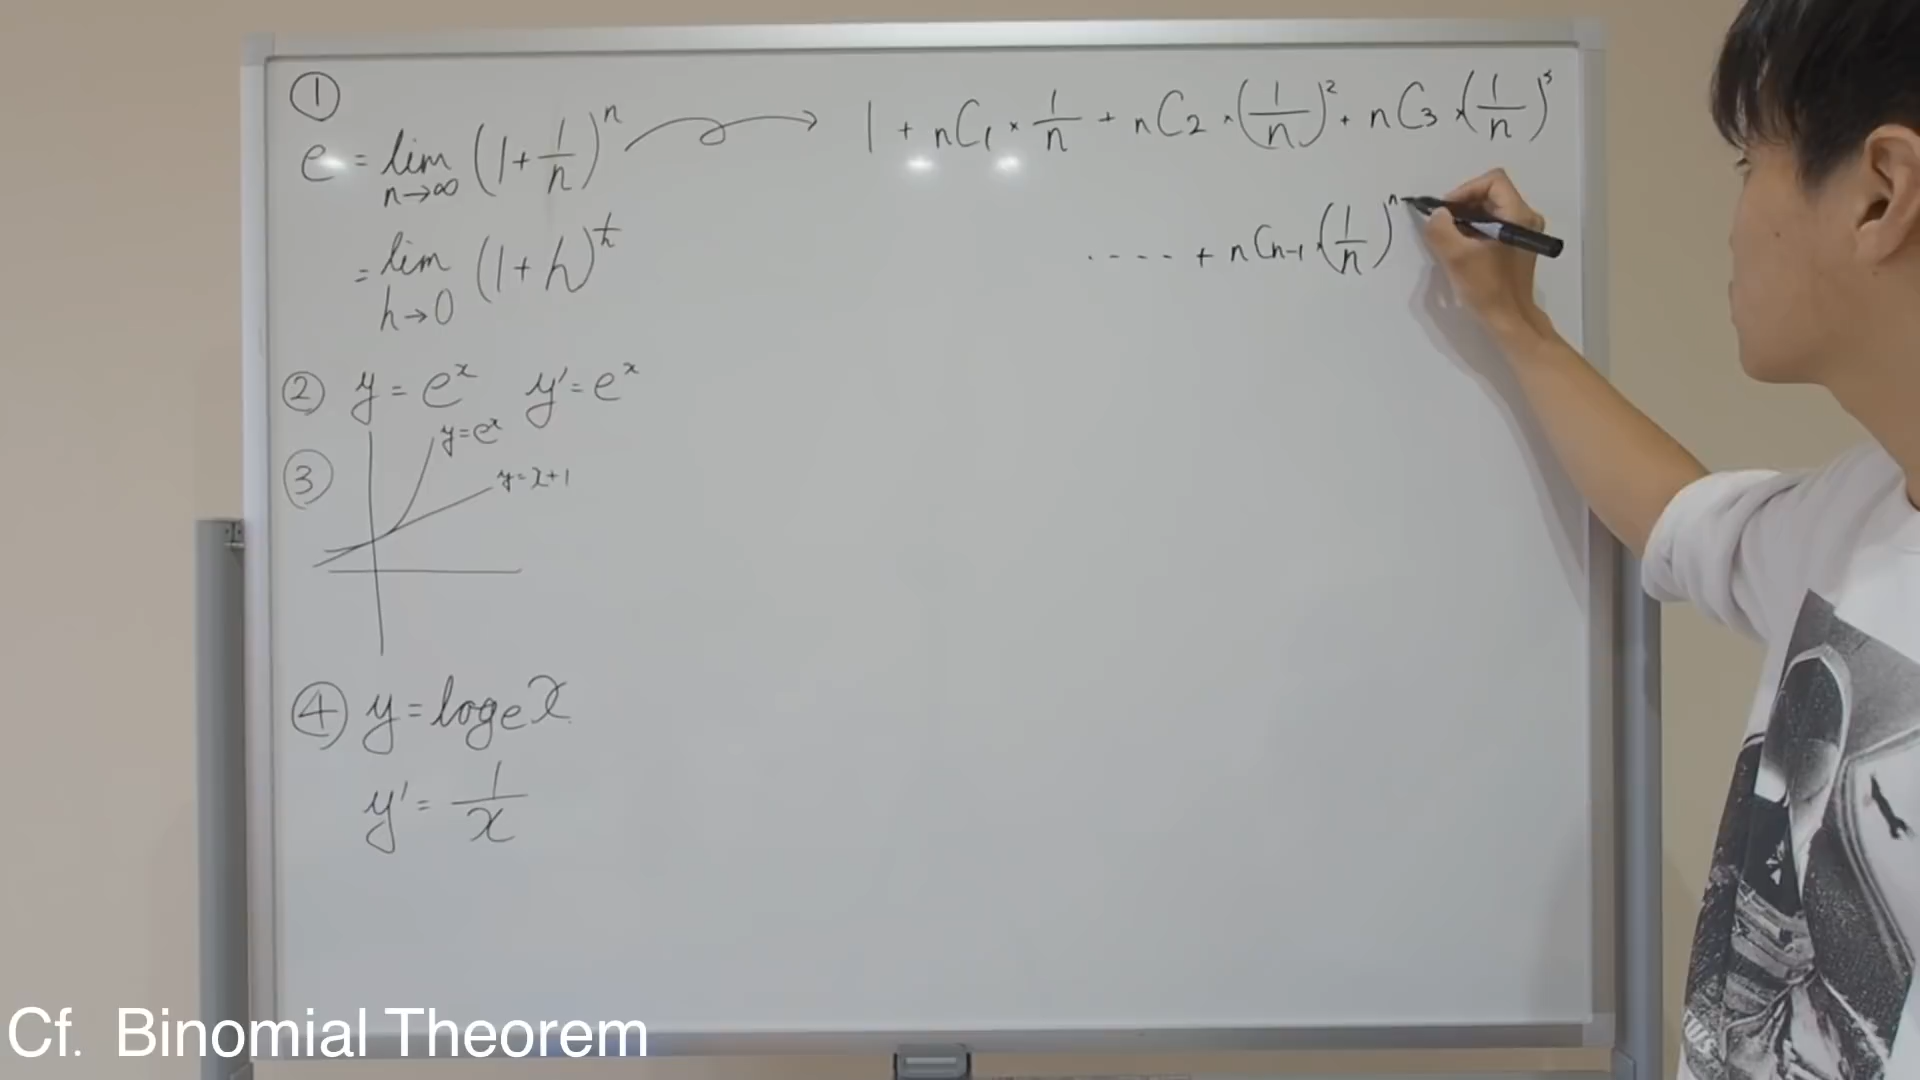 ①
e = lim n→∞ (1 + 1/n)^n → 1 + nC1 × 1/n + nC2 × (1/n)^2 + nC3 × (1/n)^3
= lim h→0 (1 + h)^1/h
····· + nCn-1 × (1/n)^n-
② y = e^x y' = e^x
③
y = e^x
y = x + 1
④ y = logex
y' = 1/x
Cf. Binomial Theorem